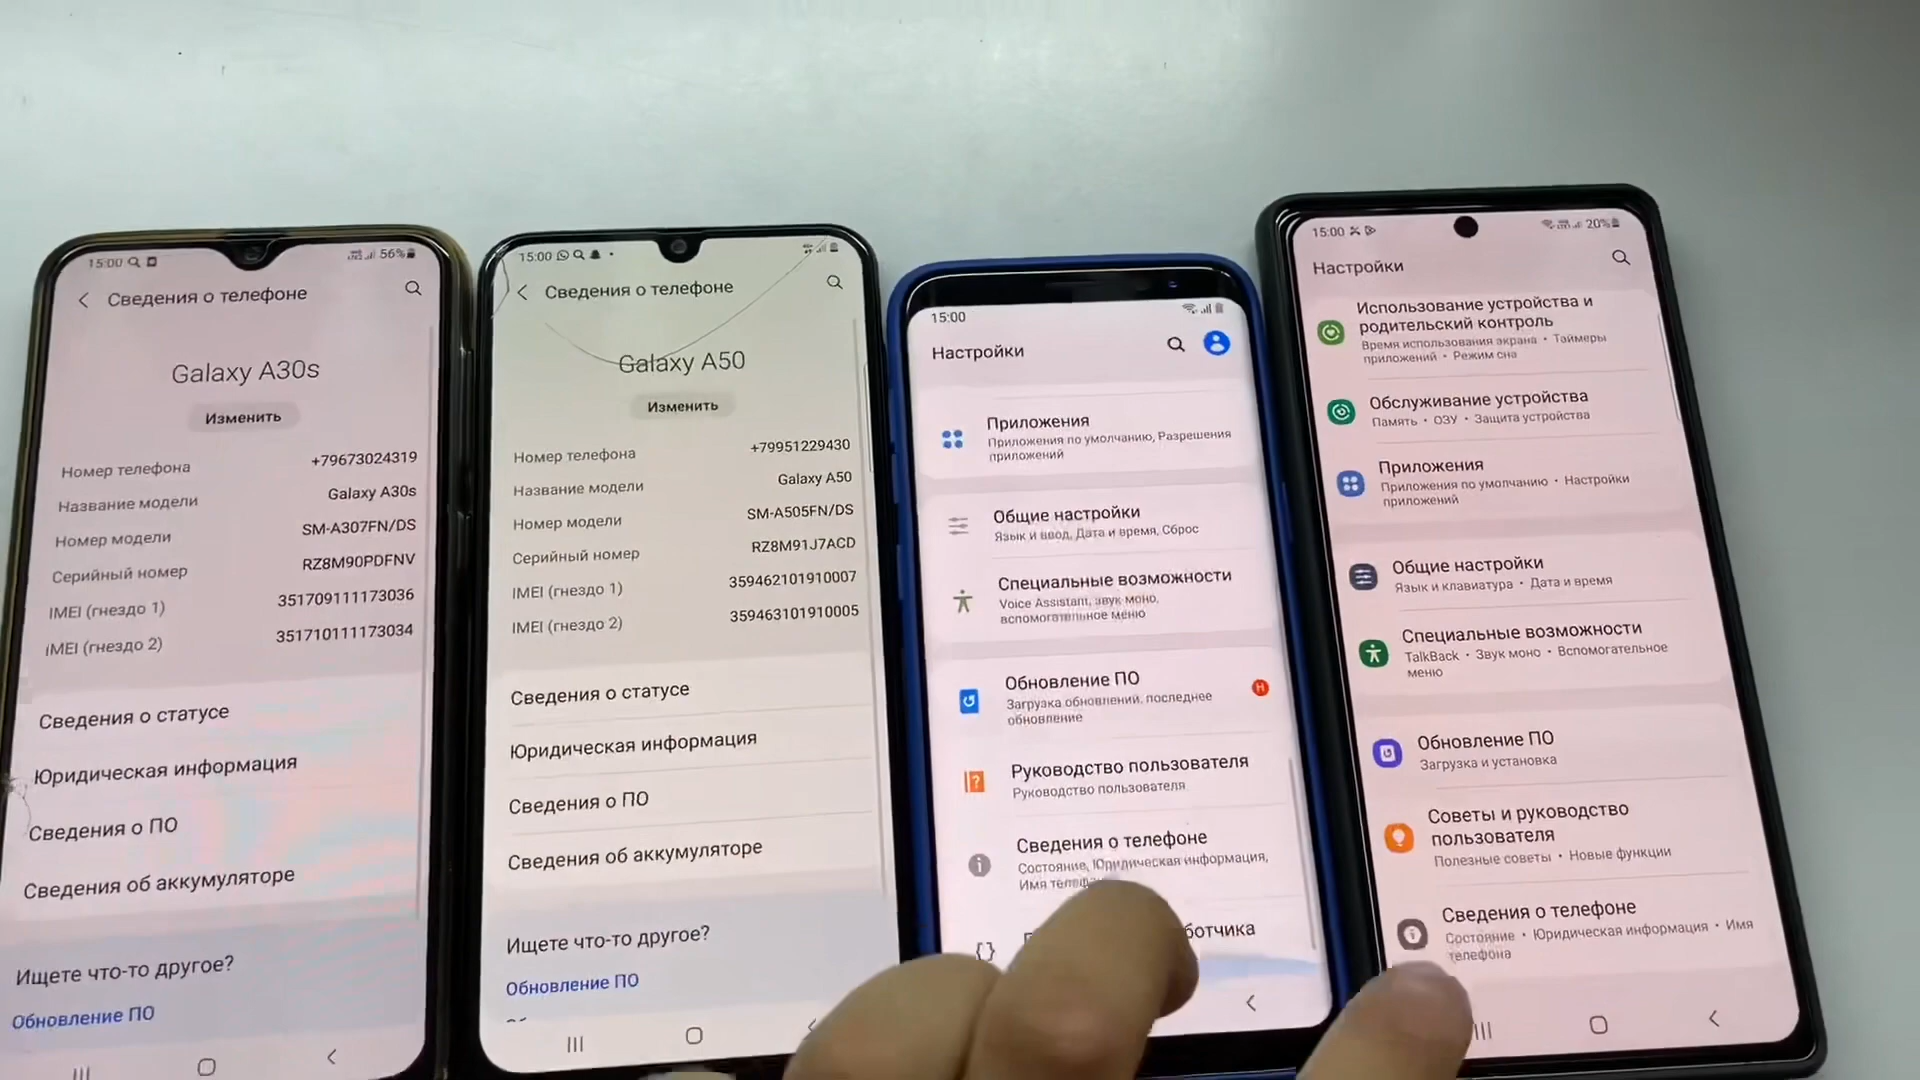 15:00
56%
Сведения о телефоне
Galaxy A30s
Изменить
Номер телефона +79673024319
Название модели Galaxy A30s
Номер модели SM-A307FN/DS
Серийный номер RZ8M90PDFNV
IMEI (гнездо 1) 351709111173036
IMEI (гнездо 2) 351710111173034
Сведения о статусе
Юридическая информация
Сведения о ПО
Сведения об аккумуляторе
Ищете что-то другое?
Обновление ПО
15:00
Сведения о телефоне
Galaxy A50
Изменить
Номер телефона +79951229430
Название модели Galaxy A50
Номер модели SM-A505FN/DS
Серийный номер RZ8M91J7ACD
IMEI (гнездо 1) 359462101910007
IMEI (гнездо 2) 359463101910005
Сведения о статусе
Юридическая информация
Сведения о ПО
Сведения об аккумуляторе
Ищете что-то другое?
Обновление ПО
15:00
Настройки
Приложения
Приложения по умолчанию, Разрешения
приложений
Общие настройки
Язык и ввод, Дата и время, Сброс
Специальные возможности
Voice Assistant, звук моно,
вспомогательное меню
Обновление ПО
Загрузка обновлений, последнее
обновление
Н
Руководство пользователя
Руководство пользователя
Сведения о телефоне
Состояние, Юридическая информация,
Имя
15:00
20%
Настройки
Использование устройства и
родительский контроль
Время использования экрана • Таймеры
приложений • Режим сна
Обслуживание устройства
Память • ОЗУ • Защита устройства
Приложения
Приложения по умолчанию • Настройки
приложений
Общие настройки
Язык и клавиатура • Дата и время
Специальные возможности
TalkBack • Звук моно • Вспомогательное
меню
Обновление ПО
Загрузка и установка
Советы и руководство
пользователя
Полезные советы • Новые функции
Сведения о телефоне
Состояние • Юридическая информация • Имя
телефона